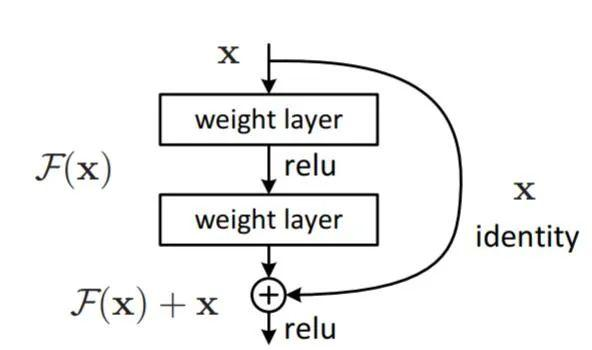 x
weight layer
relu
F(x)
weight layer
x
identity
F(x) + x
relu